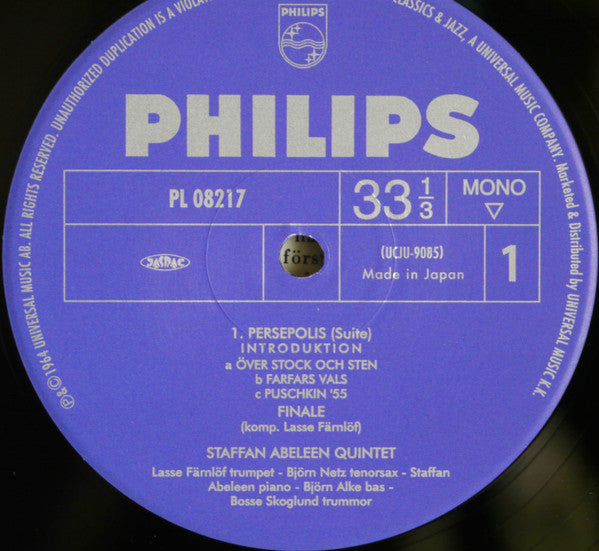 UNAUTHORIZED DUPLICATION IS A VIOLA
CLASSICS & JAZZ, A UNIVERSAL MUSIC COMPANY. Marketed & Distributed by UNIVERSAL MUSIC K.K.
PHILIPS
PHILIPS
PL 08217
33 1/3
MONO
▽
JASRAC
förs
(UCJU-9085)
Made in Japan
1
1. PERSEPOLIS (Suite)
INTRODUKTION
a ÖVER STOCK OCH STEN
b FARFARS VALS
c PUSCHKIN '55
FINALE
(komp. Lasse Färnlöf)
STAFFAN ABELEEN QUINTET
Lasse Färnlöf trumpet - Björn Netz tenorsax - Staffan
Abeleen piano - Björn Alke bas -
Bosse Skoglund trummor
℗&© 1964 UNIVERSAL MUSIC AB. ALL RIGHTS RESERVED.